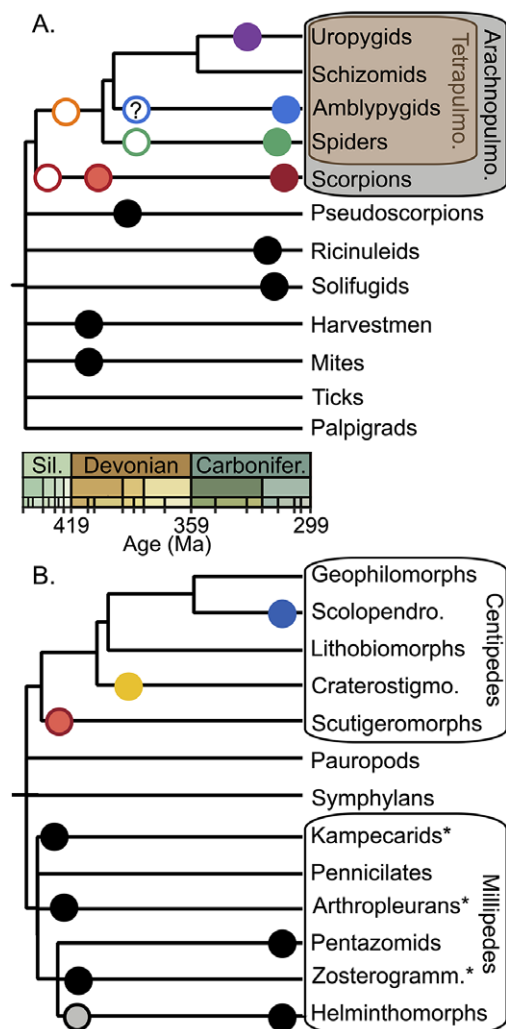 A.
Uropygids
Schizomids
Amblypygids
?
Spiders
Scorpions
Tetrapulmo.
Arachnopulmo.
Pseudoscorpions
Ricinuleids
Solifugids
Harvestmen
Mites
Ticks
Palpigrads
Sil. Devonian Carbonifer.
419 359 299
Age (Ma)
B.
Geophilomorphs
Scolopendro.
Lithobiomorphs
Craterostigmo.
Scutigeromorphs
Centipedes
Pauropods
Symphylans
Kampecarids*
Pennicilates
Arthropleurans*
Pentazomids
Zosterogramm.*
Helminthomorphs
Millipedes